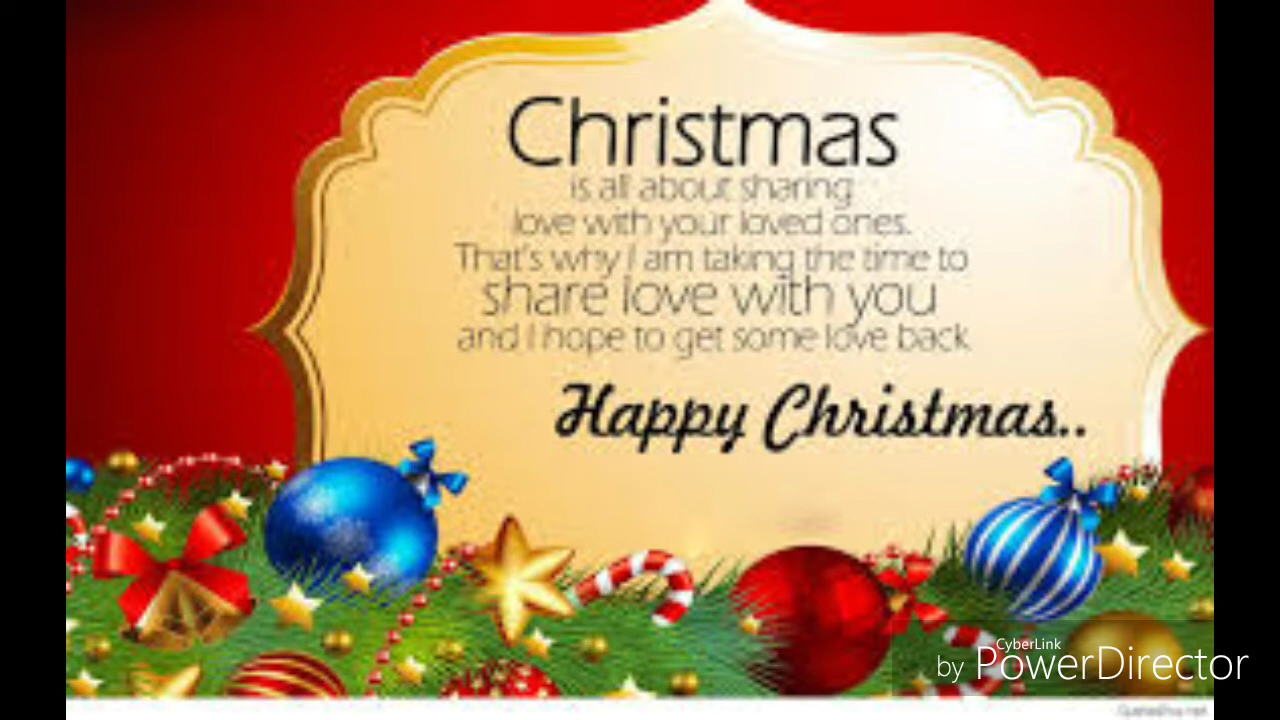 Christmas
is all about sharing
love with your loved ones.
That's why I am taking the time to
share love with you
and I hope to get some love back
Happy Christmas..
CyberLink
by PowerDirector